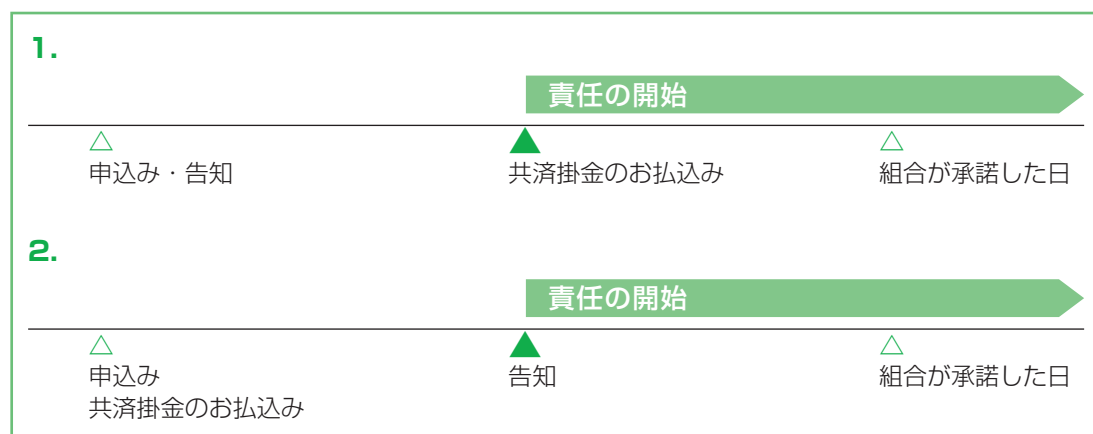 1.
責任の開始
申込み・告知
共済掛金のお払込み
組合が承諾した日
2.
責任の開始
申込み
共済掛金のお払込み
告知
組合が承諾した日